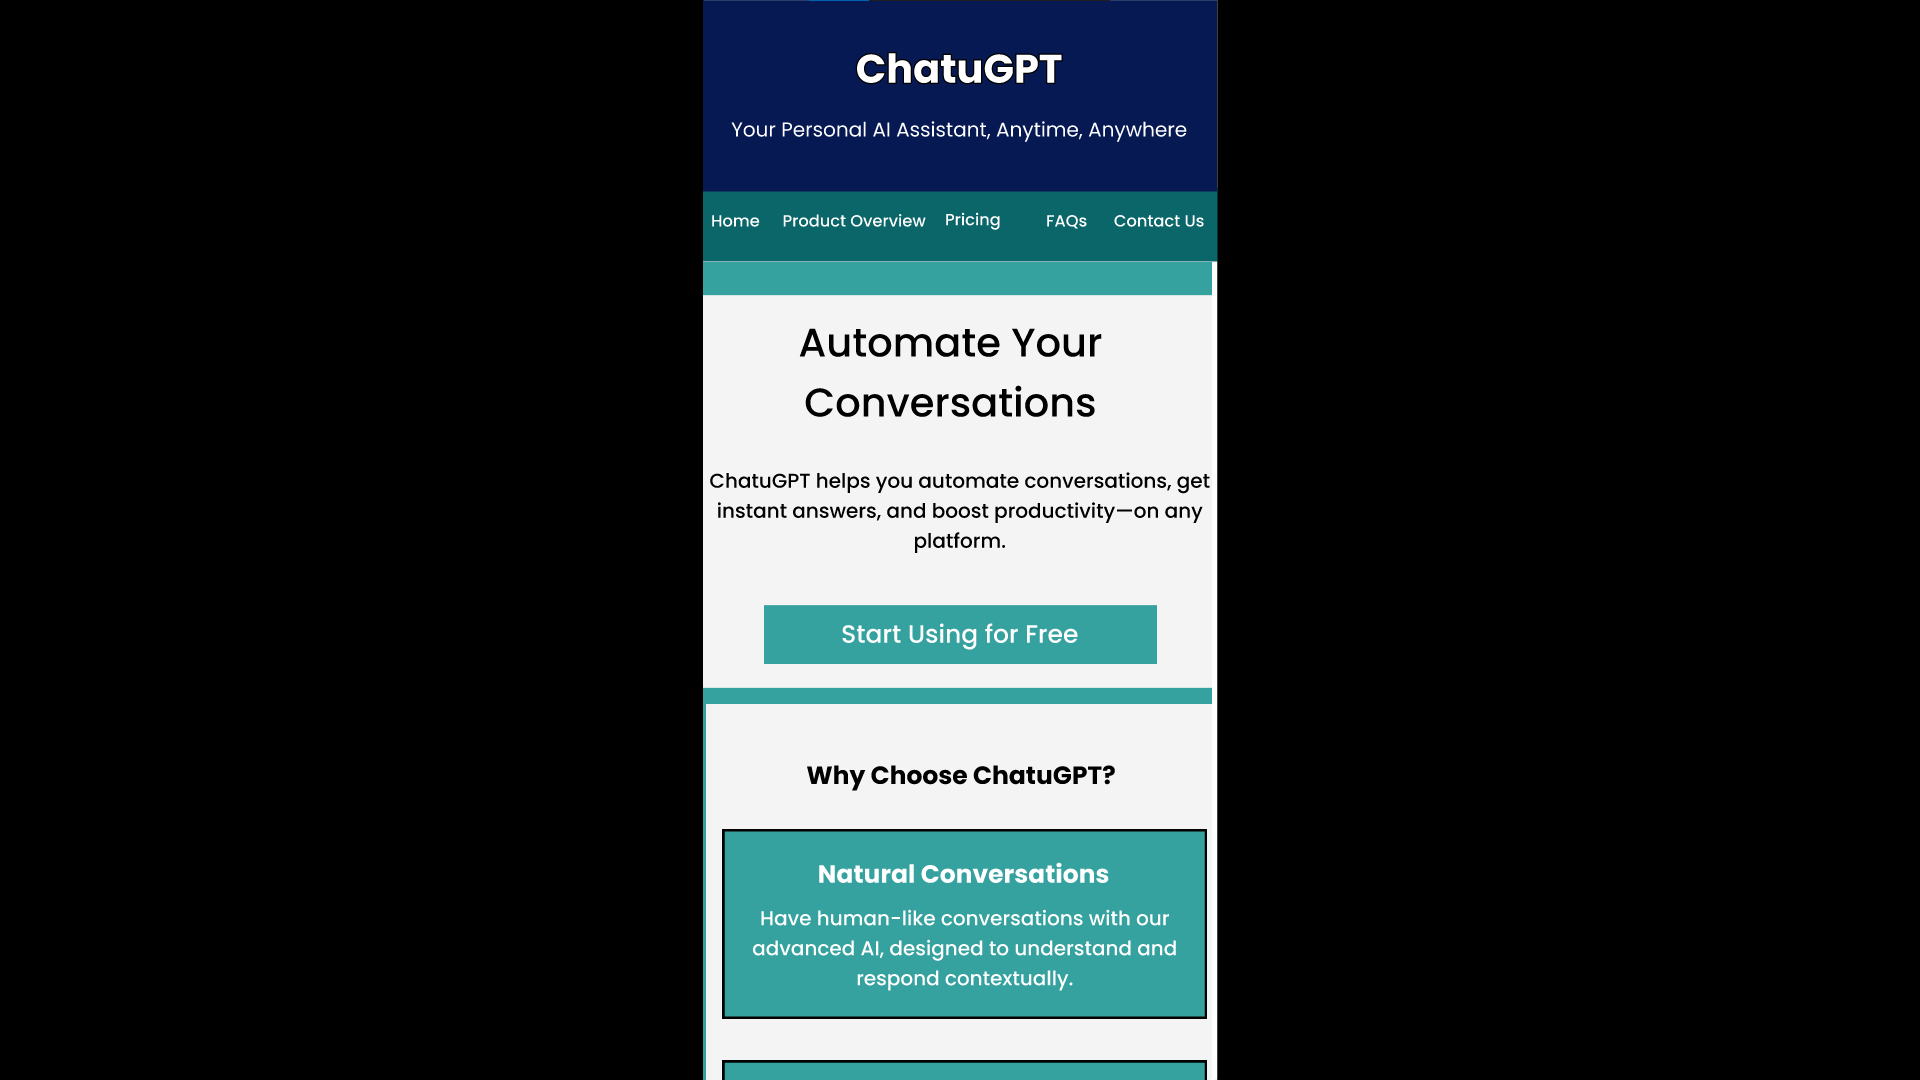 ChatuGPT
Your Personal AI Assistant, Anytime, Anywhere
Home Product Overview Pricing FAQs Contact Us
Automate Your
Conversations
ChatuGPT helps you automate conversations, get
instant answers, and boost productivity—on any
platform.
Start Using for Free
Why Choose ChatuGPT?
Natural Conversations
Have human-like conversations with our
advanced AI, designed to understand and
respond contextually.